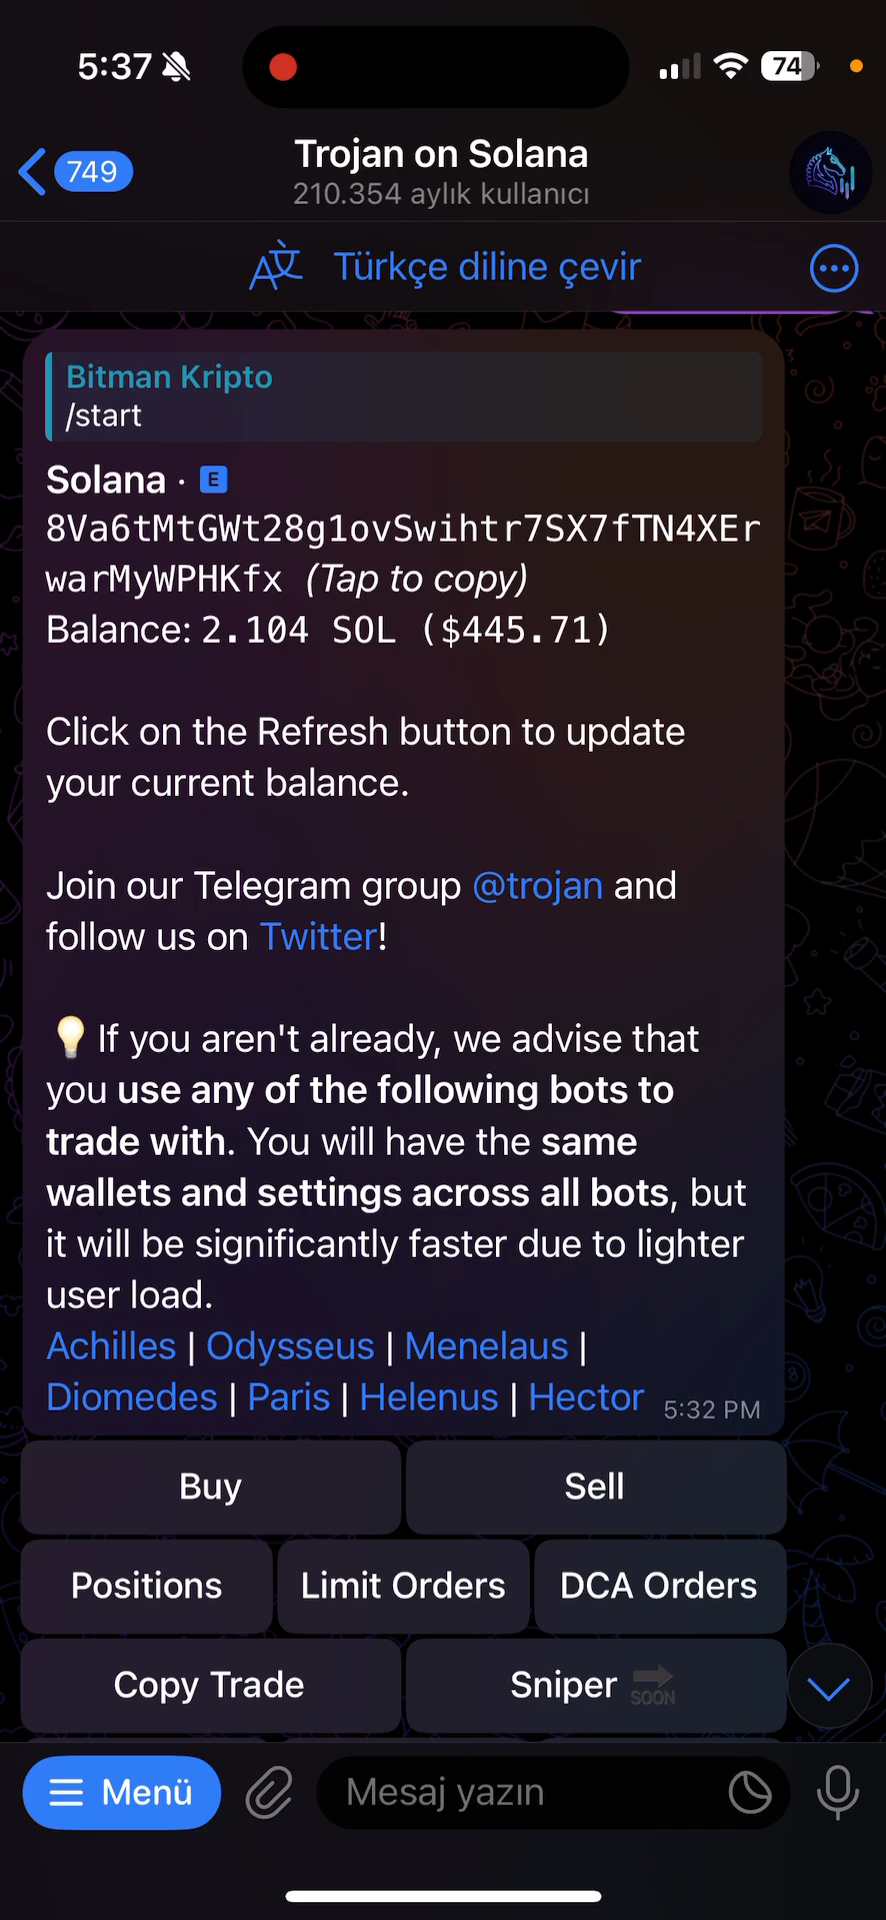 5:37
74
749
Trojan on Solana
210.354 aylık kullanıcı
Türkçe diline çevir
Bitman Kripto
/start
Solana · E
8Va6tMtGWt28g1ovSwihtr7SX7fTN4XEr
warMyWPHKfx (Tap to copy)
Balance: 2.104 SOL ($445.71)
Click on the Refresh button to update
your current balance.
Join our Telegram group @trojan and
follow us on Twitter!
💡 If you aren't already, we advise that
you use any of the following bots to
trade with. You will have the same
wallets and settings across all bots, but
it will be significantly faster due to lighter
user load.
Achilles | Odysseus | Menelaus |
Diomedes | Paris | Helenus | Hector 5:32 PM
Buy Sell
Positions Limit Orders DCA Orders
Copy Trade Sniper SOON
Menü Mesaj yazın